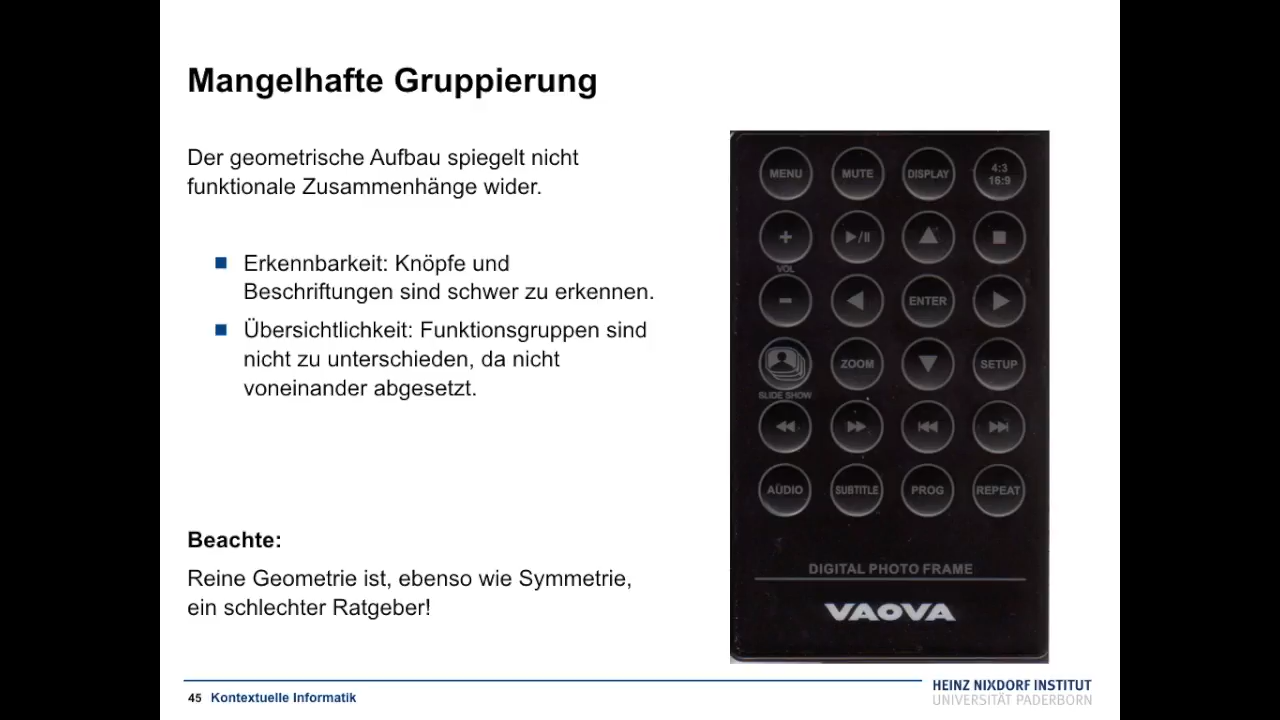 Mangelhafte Gruppierung
Der geometrische Aufbau spiegelt nicht
funktionale Zusammenhänge wider.
Erkennbarkeit: Knöpfe und
Beschriftungen sind schwer zu erkennen.
Übersichtlichkeit: Funktionsgruppen sind
nicht zu unterschieden, da nicht
voneinander abgesetzt.
Beachte:
Reine Geometrie ist, ebenso wie Symmetrie,
ein schlechter Ratgeber!
MENU MUTE DISPLAY 4:3
16:9
+
VOL
-
ENTER
ZOOM SETUP
SLIDE SHOW
AUDIO SUBTITLE PROG REPEAT
DIGITAL PHOTO FRAME
VAOVA
45 Kontextuelle Informatik
HEINZ NIXDORF INSTITUT
UNIVERSITÄT PADERBORN